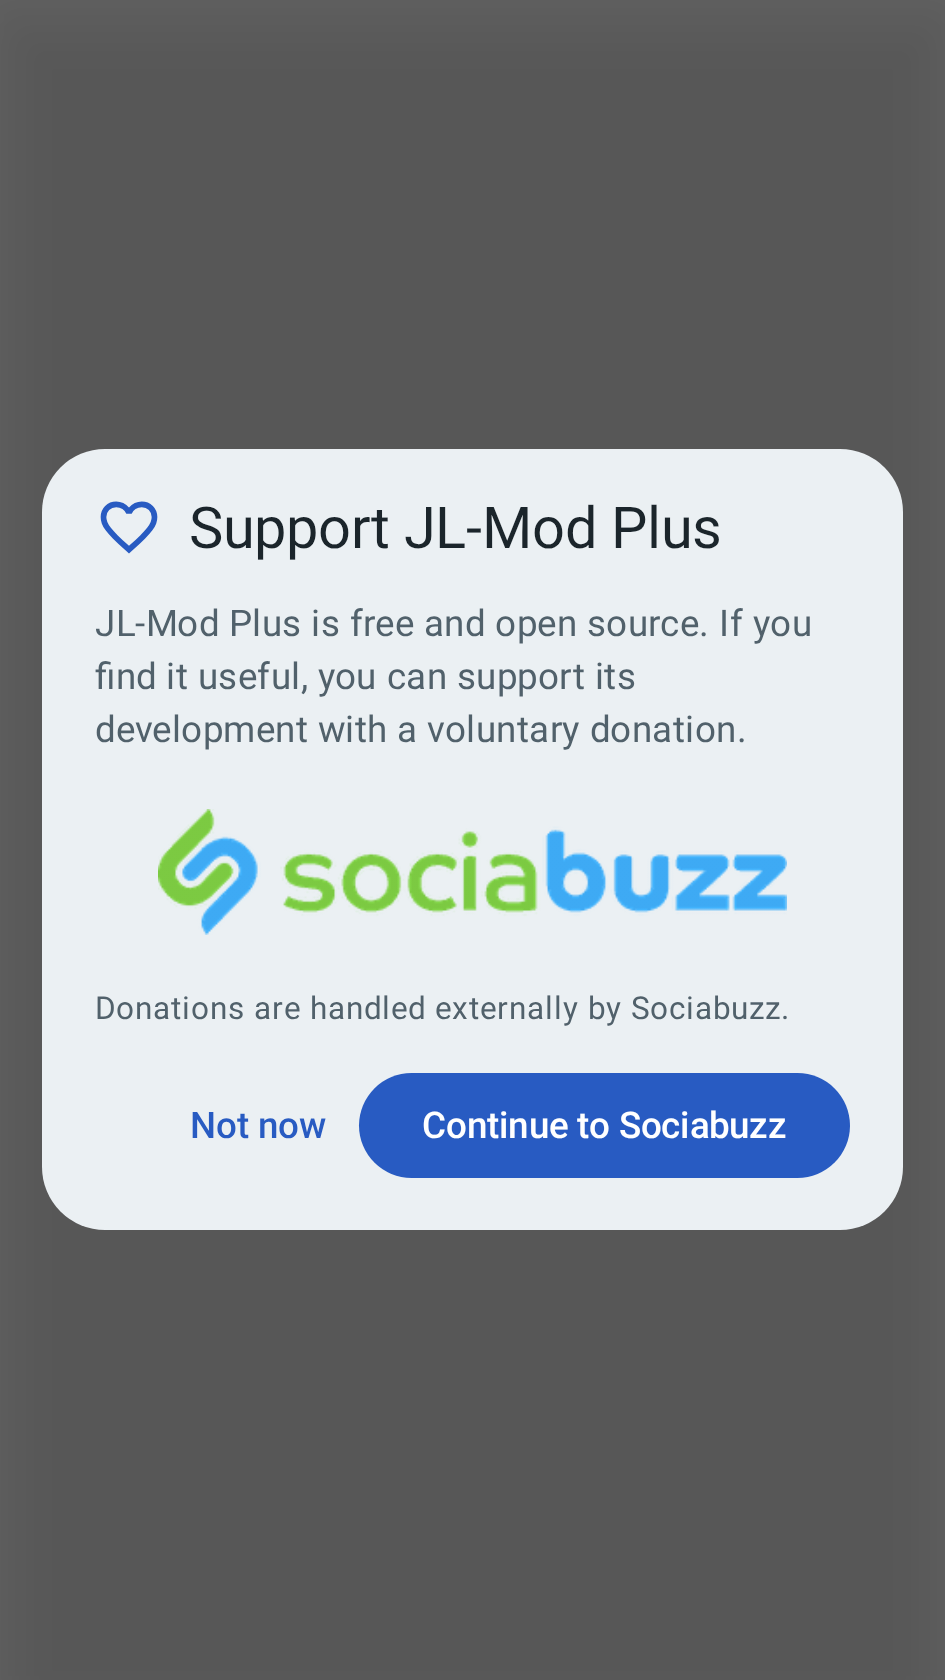 Support JL-Mod Plus
JL-Mod Plus is free and open source. If you
find it useful, you can support its
development with a voluntary donation.
sociabuzz
Donations are handled externally by Sociabuzz.
Not now
Continue to Sociabuzz